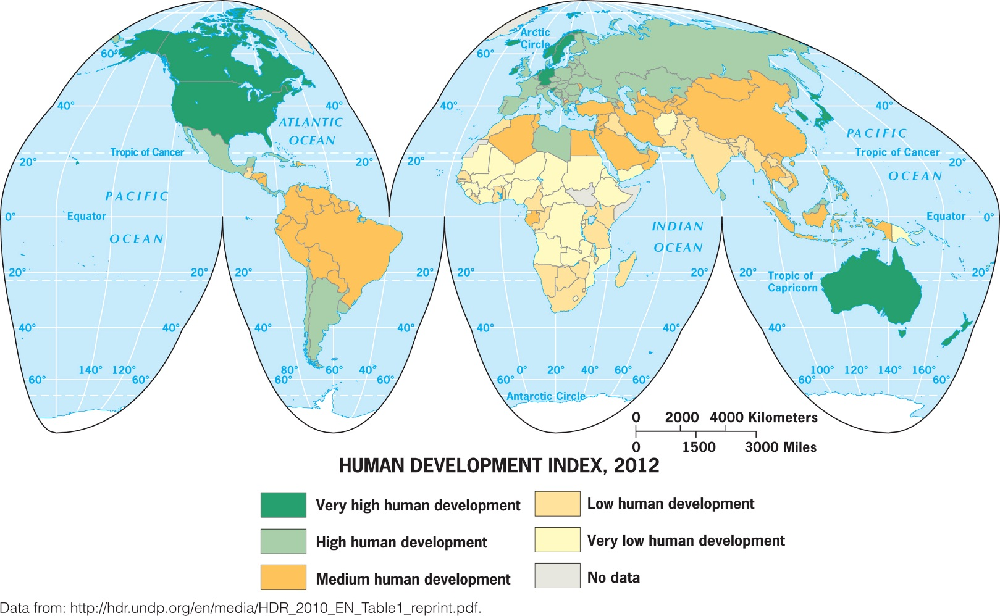 Arctic
Circle
60°
60°
40°
40°
40°
40°
ATLANTIC
OCEAN
PACIFIC
Tropic of Cancer
Tropic of Cancer
20°
20°
20°
20°
OCEAN
PACIFIC
Equator
0°
Equator
0°
INDIAN
OCEAN
OCEAN
20°
20°
20°
20°
20°
20°
20°
20°
Tropic of
Capricorn
40°
40°
40°
40°
40°
40°
40°
140°
120°
80°
60°
40°
0°
20°
40°
60°
100°
120°
140°
160°
60°
60°
60°
60°
60°
60°
60°
60°
Antarctic Circle
0 2000 4000 Kilometers
0 1500 3000 Miles
HUMAN DEVELOPMENT INDEX, 2012
Very high human development
High human development
Medium human development
Low human development
Very low human development
No data
Data from: http://hdr.undp.org/en/media/HDR_2010_EN_Table1_reprint.pdf.